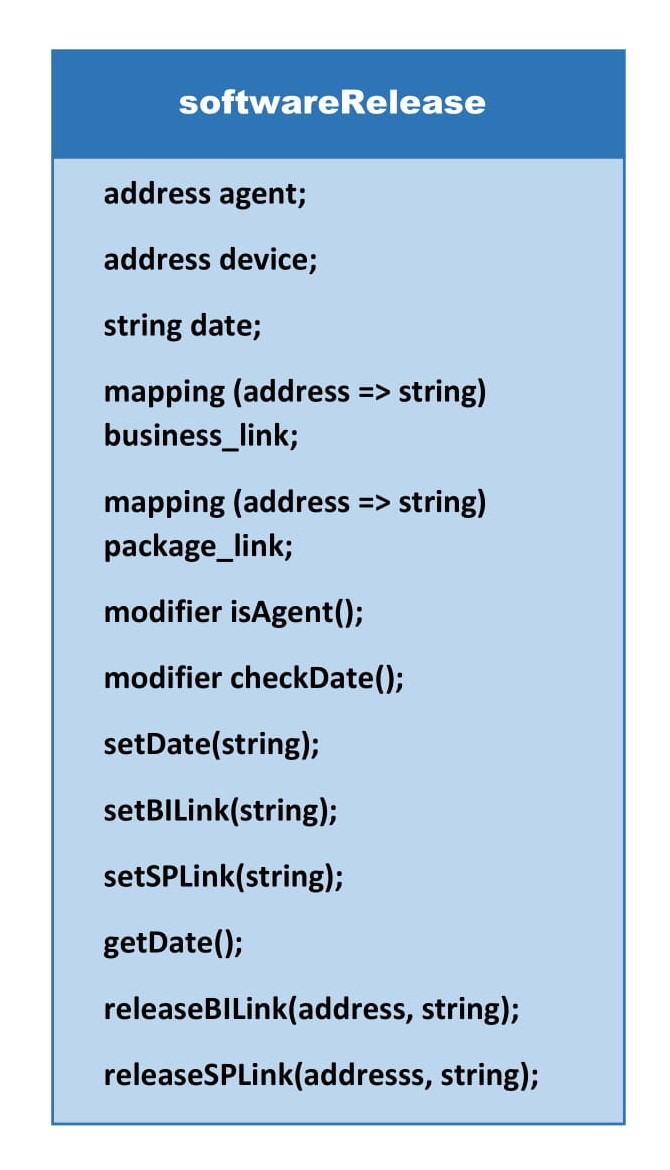 softwareRelease
address agent;
address device;
string date;
mapping (address => string)
business_link;
mapping (address => string)
package_link;
modifier isAgent();
modifier checkDate();
setDate(string);
setBILink(string);
setSPLink(string);
getDate();
releaseBILink(address, string);
releaseSPLink(addresss, string);